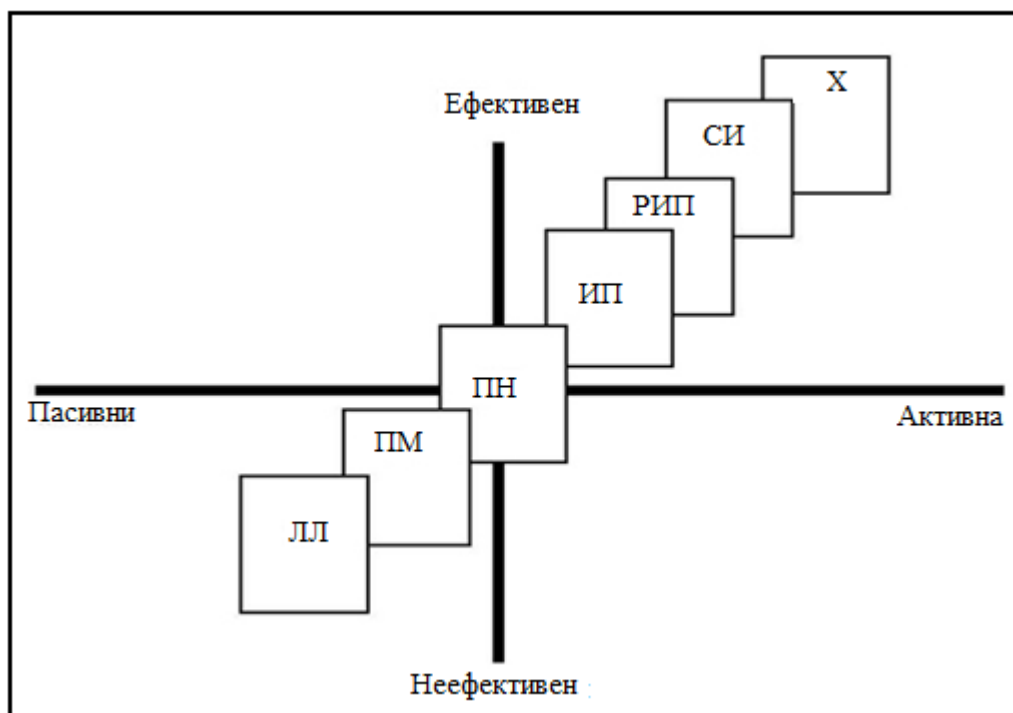 Х
Ефективен
СИ
РИП
ИП
ПН
Пасивни
Активна
ПМ
ЛЛ
Неефективен